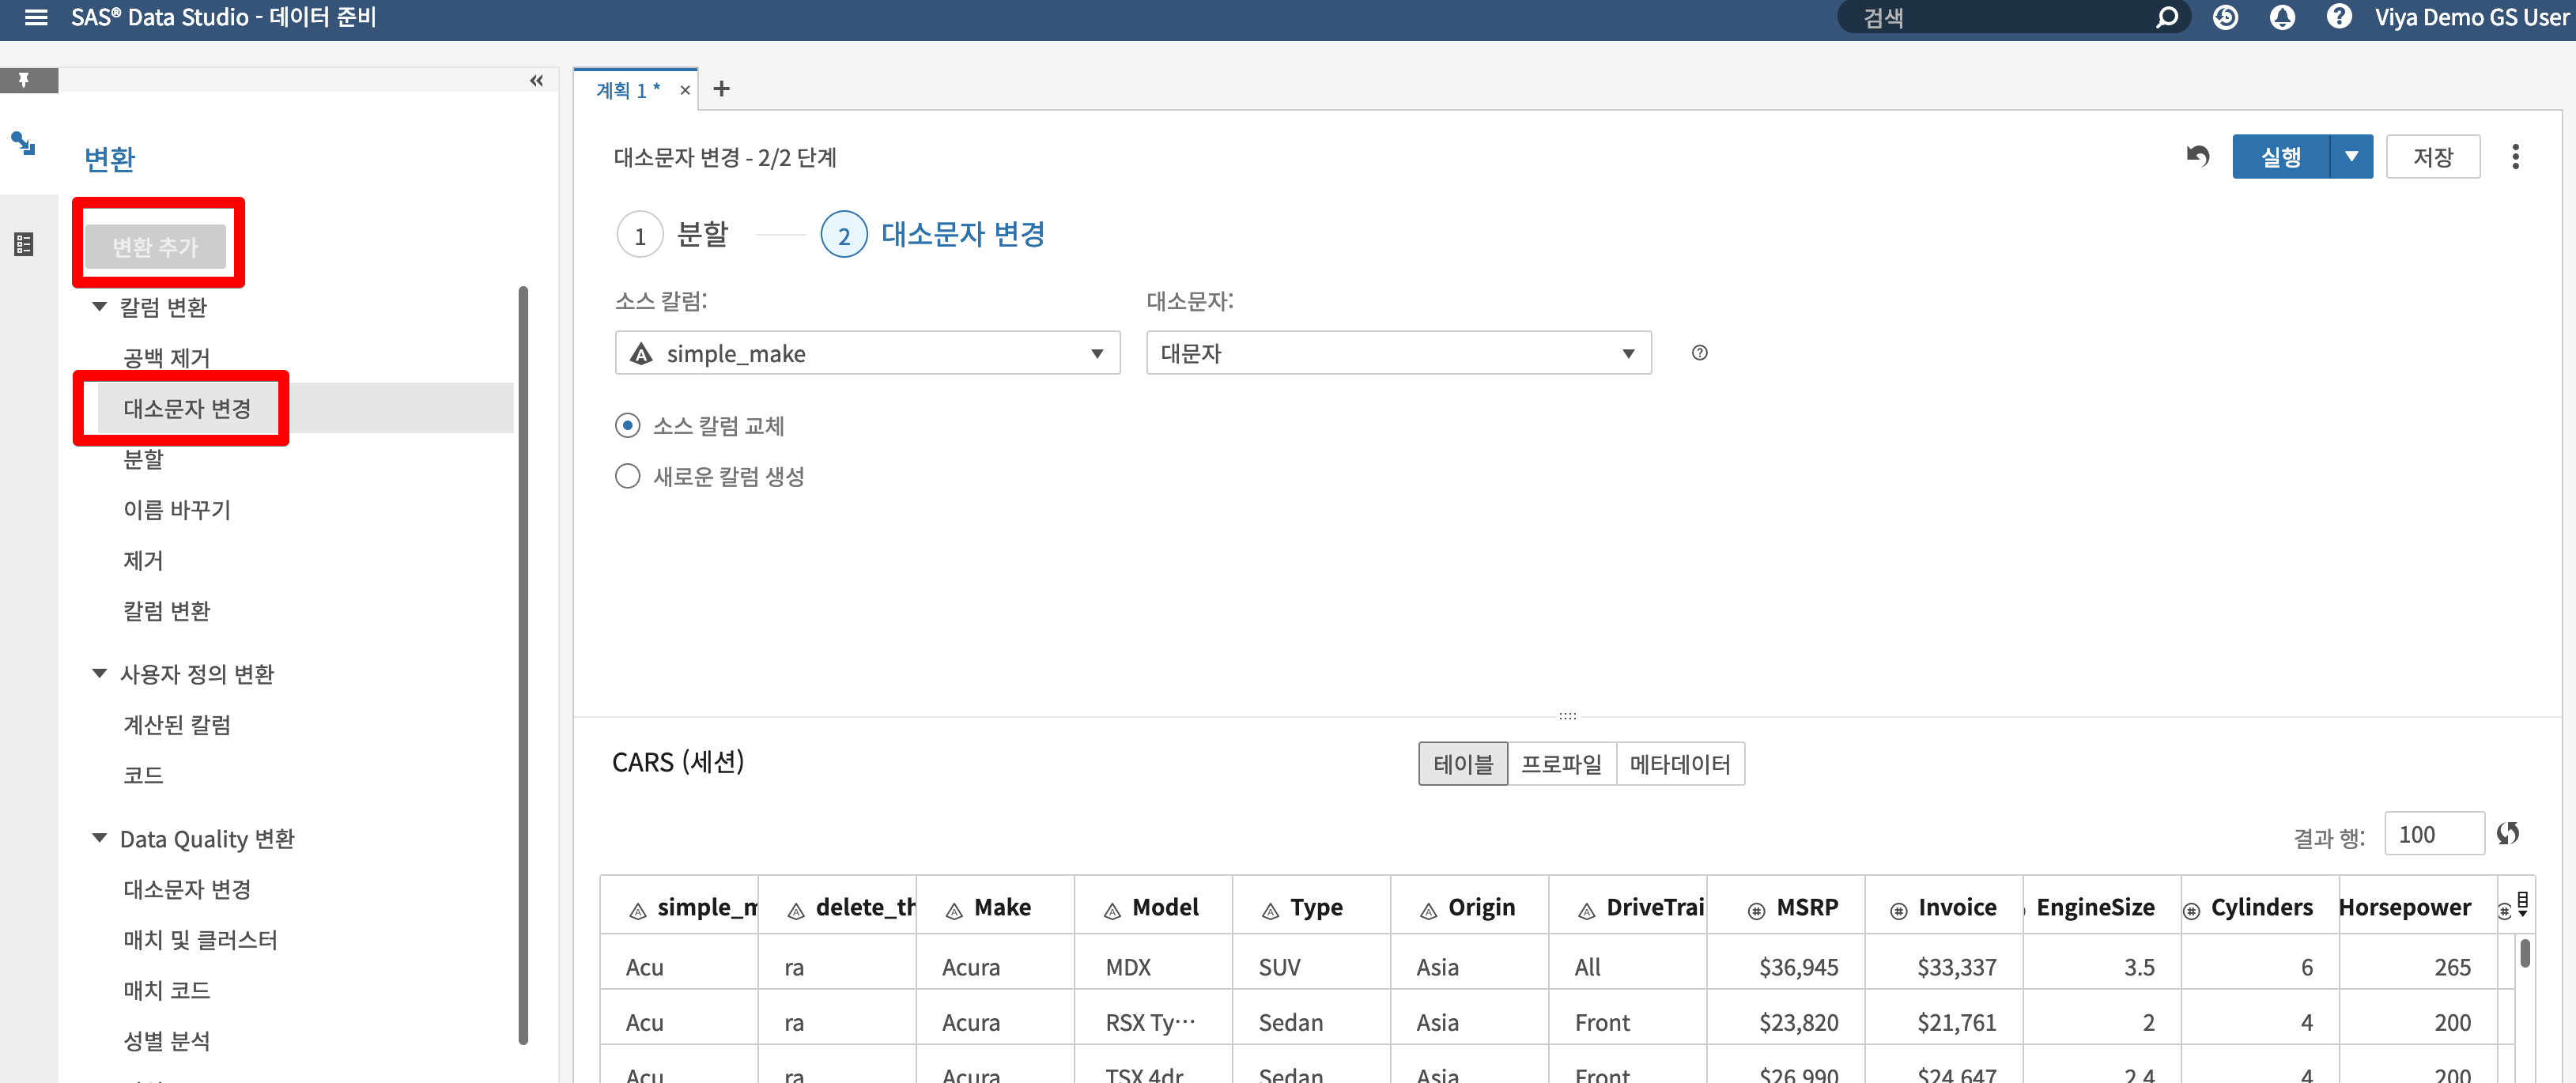 SAS® Data Studio - 데이터 준비
검색
Viya Demo GS User
계획 1 *
변환
변환 추가
칼럼 변환
공백 제거
대소문자 변경
분할
이름 바꾸기
제거
칼럼 변환
사용자 정의 변환
계산된 칼럼
코드
Data Quality 변환
대소문자 변경
매치 및 클러스터
매치 코드
성별 분석
대소문자 변경 - 2/2 단계
실행
저장
1 분할 2 대소문자 변경
소스 칼럼: 대소문자:
simple_make 대문자
소스 칼럼 교체
새로운 칼럼 생성
CARS (세션)
테이블 프로파일 메타데이터
결과 행: 100
simple_m delete_th Make Model Type Origin DriveTrai MSRP Invoice EngineSize Cylinders Horsepower
Acu ra Acura MDX SUV Asia All $36,945 $33,337 3.5 6 265
Acu ra Acura RSX Ty⋯ Sedan Asia Front $23,820 $21,761 2 4 200
Acu ra Acura TSX 4dr Sedan Asia Front $26,990 $24,647 2.4 4 200